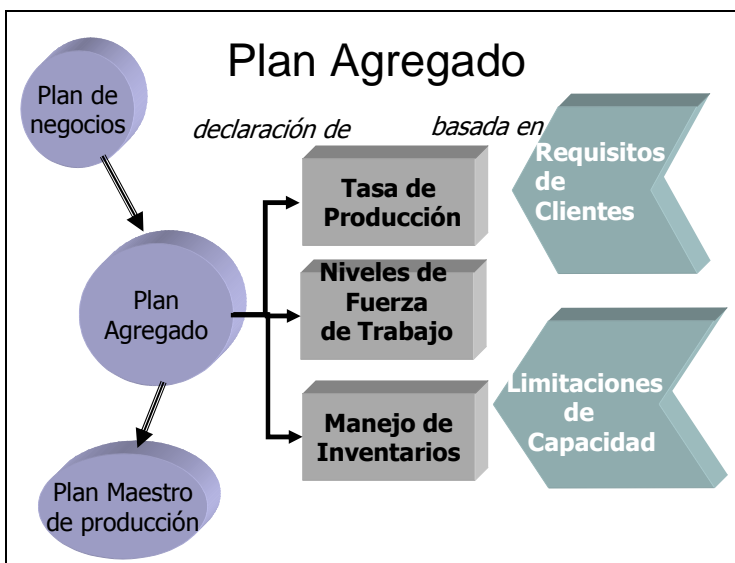 Plan Agregado
Plan de
negocios
declaración de
basada en
Tasa de
Producción
Requisitos
de
Clientes
Niveles de
Fuerza
de Trabajo
Plan
Agregado
Manejo de
Inventarios
Limitaciones
de
Capacidad
Plan Maestro
de producción